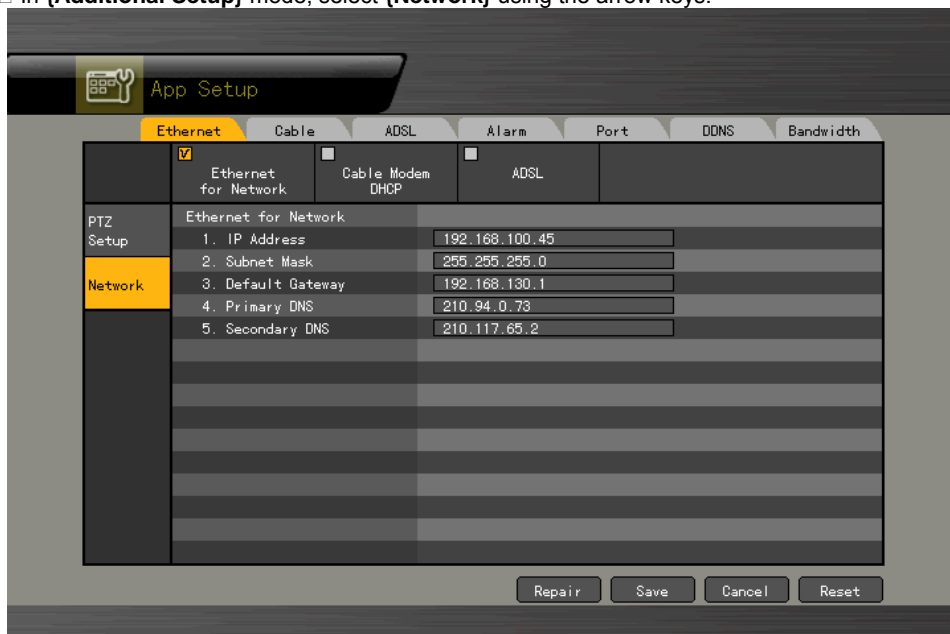 In {Additional Setup} mode, select {Network} using the arrow keys.
App Setup
Ethernet Cable ADSL Alarm Port DDNS Bandwidth
Ethernet for Network
Cable Modem DHCP
ADSL
PTZ Setup
Network
Ethernet for Network
1. IP Address 192.168.100.45
2. Subnet Mask 255.255.255.0
3. Default Gateway 192.168.130.1
4. Primary DNS 210.94.0.73
5. Secondary DNS 210.117.65.2
Repair Save Cancel Reset